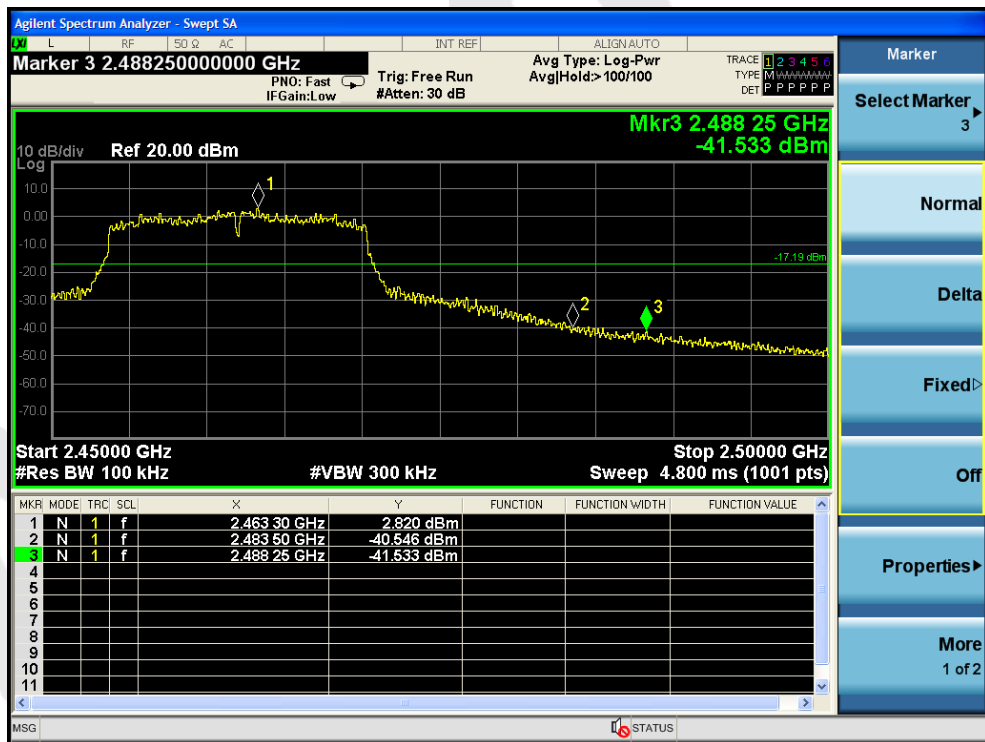 Agilent Spectrum Analyzer - Swept SA
LXI L RF 50 Ω AC INT REF ALIGN AUTO
Marker 3 2.488250000000 GHz
PNO: Fast
IFGain:Low
Trig: Free Run
#Atten: 30 dB
Avg Type: Log-Pwr
Avg|Hold:>100/100
TRACE 1 2 3 4 5 6
TYPE M WWWWW
DET P P P P P P
Mkr3 2.488 25 GHz
-41.533 dBm
10 dB/div Ref 20.00 dBm
Log
10.0
0.00
-10.0
-20.0
-30.0
-40.0
-50.0
-60.0
-70.0
1
-17.19 dBm
2
3
Start 2.45000 GHz Stop 2.50000 GHz
#Res BW 100 kHz #VBW 300 kHz Sweep 4.800 ms (1001 pts)
MKR MODE TRC SCL X Y FUNCTION FUNCTION WIDTH FUNCTION VALUE
1 N 1 f 2.463 30 GHz 2.820 dBm
2 N 1 f 2.483 50 GHz -40.546 dBm
3 N 1 f 2.488 25 GHz -41.533 dBm
4
5
6
7
8
9
10
11
MSG STATUS
Marker
Select Marker
3
Normal
Delta
Fixed
Off
Properties
More
1 of 2